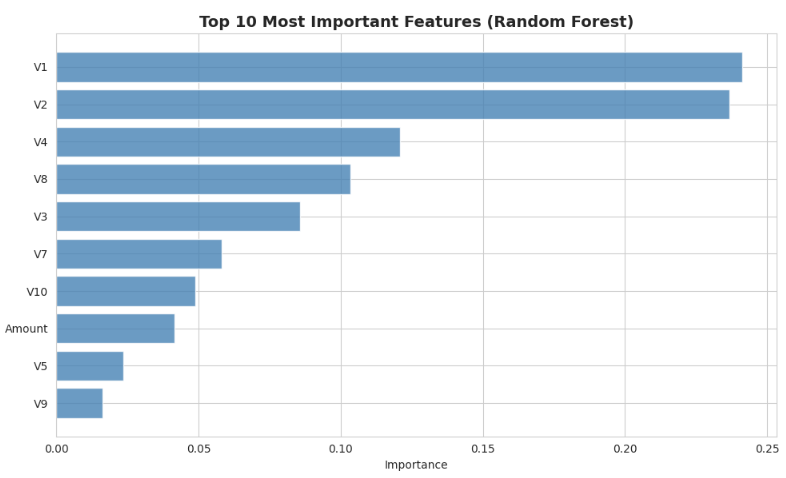 Top 10 Most Important Features (Random Forest)
V1
V2
V4
V8
V3
V7
V10
Amount
V5
V9
0.00 0.05 0.10 0.15 0.20 0.25
Importance